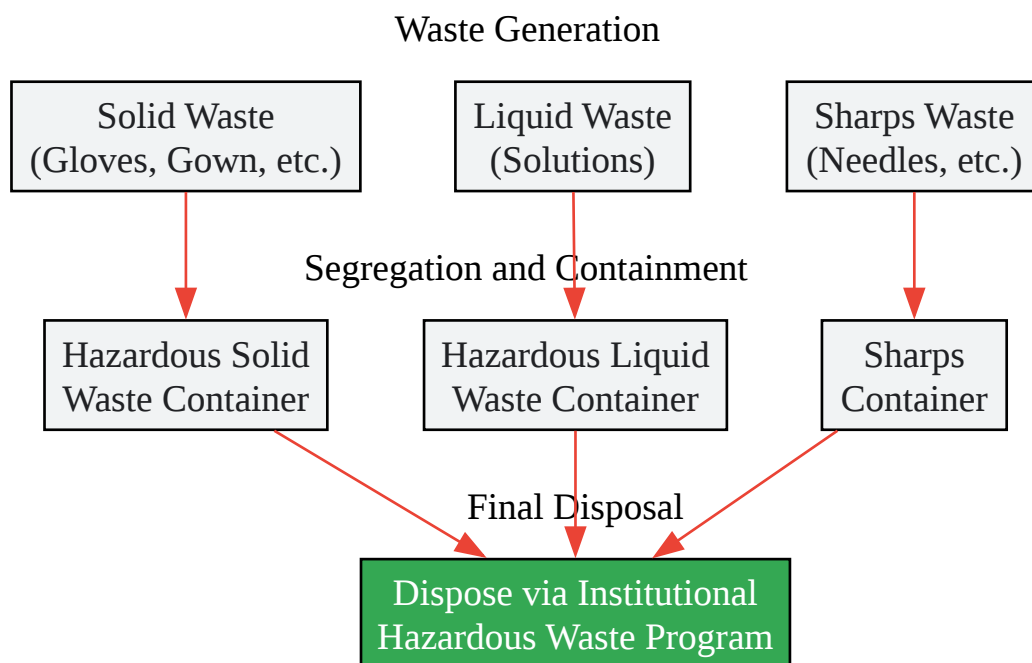 Waste Generation
Solid Waste
(Gloves, Gown, etc.)
Liquid Waste
(Solutions)
Sharps Waste
(Needles, etc.)
Segregation and Containment
Hazardous Solid
Waste Container
Hazardous Liquid
Waste Container
Sharps
Container
Final Disposal
Dispose via Institutional
Hazardous Waste Program